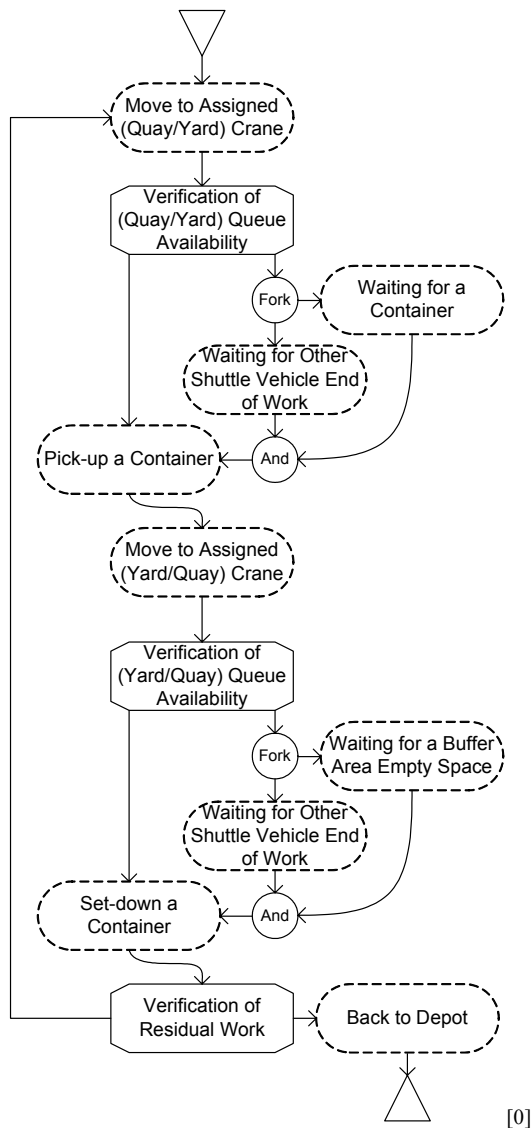 Move to Assigned
(Quay/Yard) Crane
Verification of
(Quay/Yard) Queue
Availability
Fork
Waiting for a
Container
Waiting for Other
Shuttle Vehicle End
of Work
And
Pick-up a Container
Move to Assigned
(Yard/Quay) Crane
Verification of
(Yard/Quay) Queue
Availability
Fork
Waiting for a Buffer
Area Empty Space
Waiting for Other
Shuttle Vehicle End
of Work
And
Set-down a
Container
Verification of
Residual Work
Back to Depot
[0]